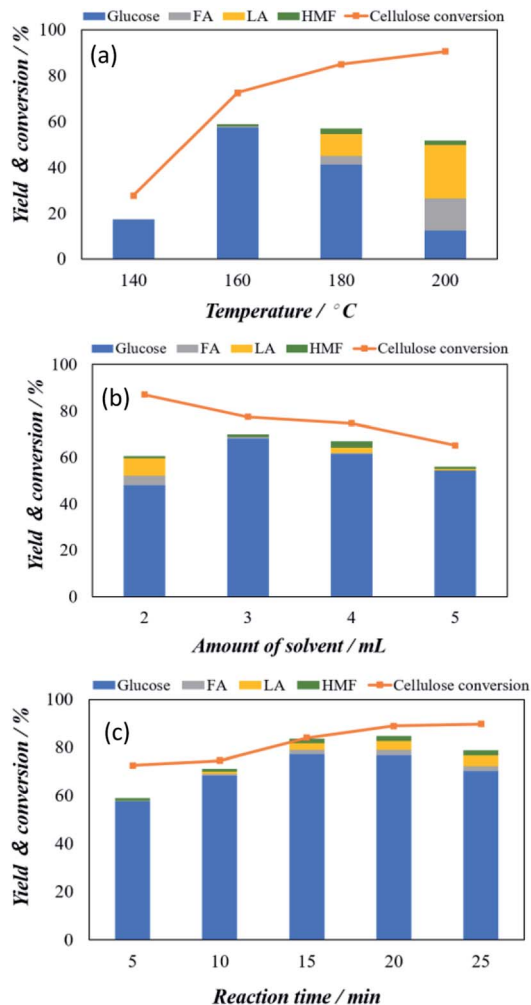 Glucose FA LA HMF Cellulose conversion
(a)
100
80
60
40
20
0
Yield & conversion / %
140 160 180 200
Temperature / °C
Glucose FA LA HMF Cellulose conversion
(b)
100
80
60
40
20
0
Yield & conversion / %
2 3 4 5
Amount of solvent / mL
Glucose FA LA HMF Cellulose conversion
(c)
100
80
60
40
20
0
Yield & conversion / %
5 10 15 20 25
Reaction time / min